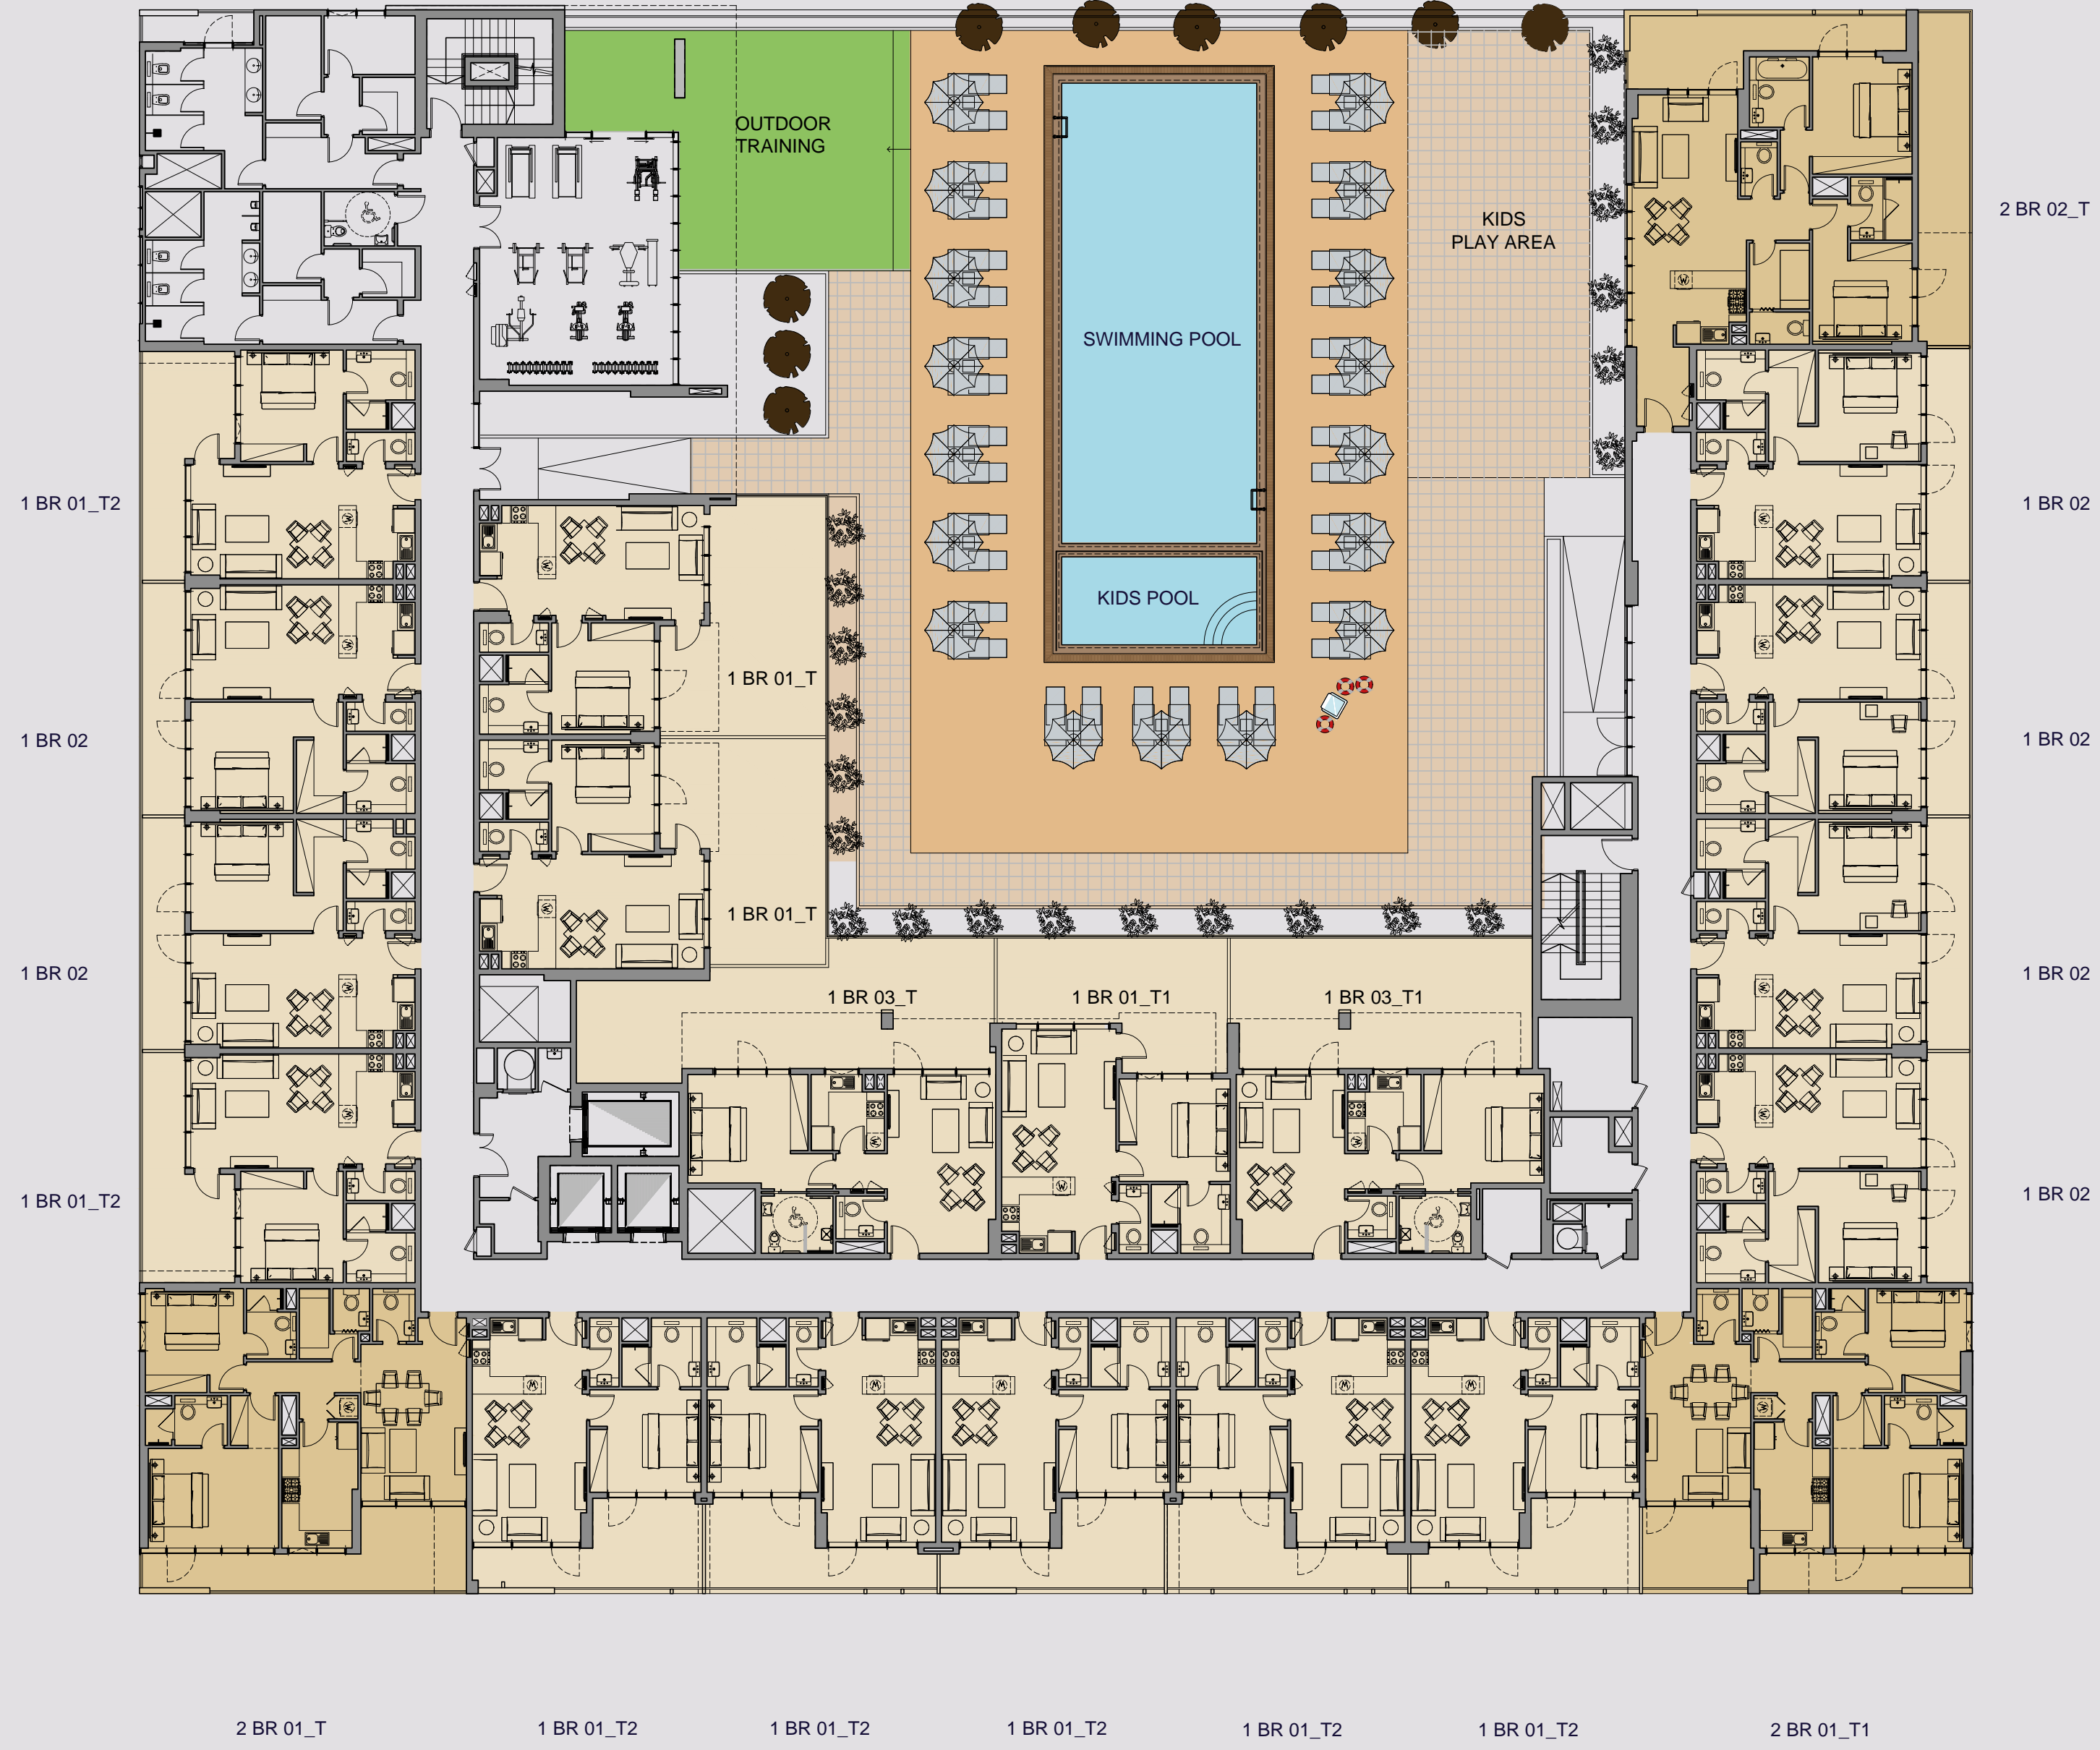 OUTDOOR
TRAINING
KIDS
PLAY AREA
2 BR 02_T
SWIMMING POOL
1 BR 01_T2
1 BR 02
KIDS POOL
1 BR 01_T
1 BR 02
1 BR 02
1 BR 01_T
1 BR 02
1 BR 02
1 BR 03_T
1 BR 01_T1
1 BR 03_T1
1 BR 01_T2
1 BR 02
2 BR 01_T
1 BR 01_T2
1 BR 01_T2
1 BR 01_T2
1 BR 01_T2
1 BR 01_T2
2 BR 01_T1